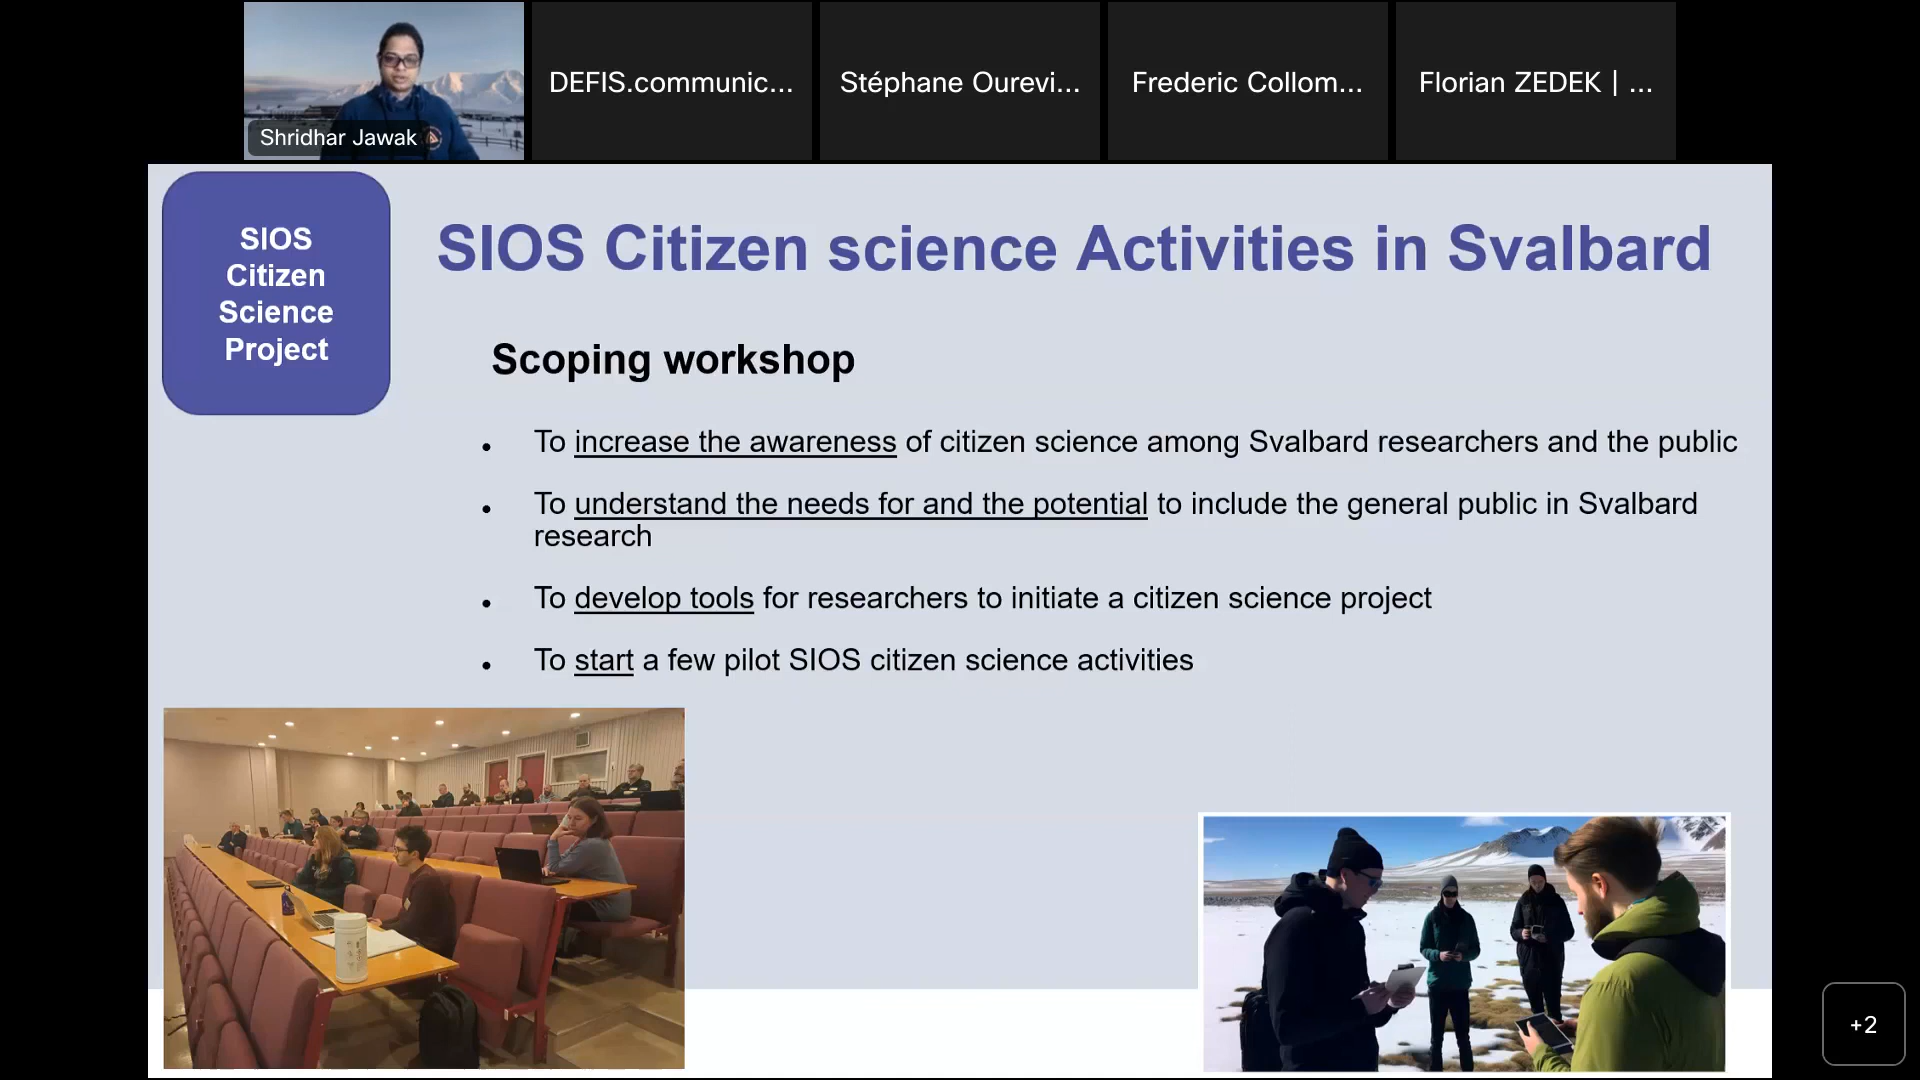 Shridhar Jawak
DEFIS.communic...
Stéphane Ourevi...
Frederic Collom...
Florian ZEDEK | ...
SIOS
Citizen
Science
Project
SIOS Citizen science Activities in Svalbard
Scoping workshop
• To increase the awareness of citizen science among Svalbard researchers and the public
• To understand the needs for and the potential to include the general public in Svalbard
research
• To develop tools for researchers to initiate a citizen science project
• To start a few pilot SIOS citizen science activities
+2